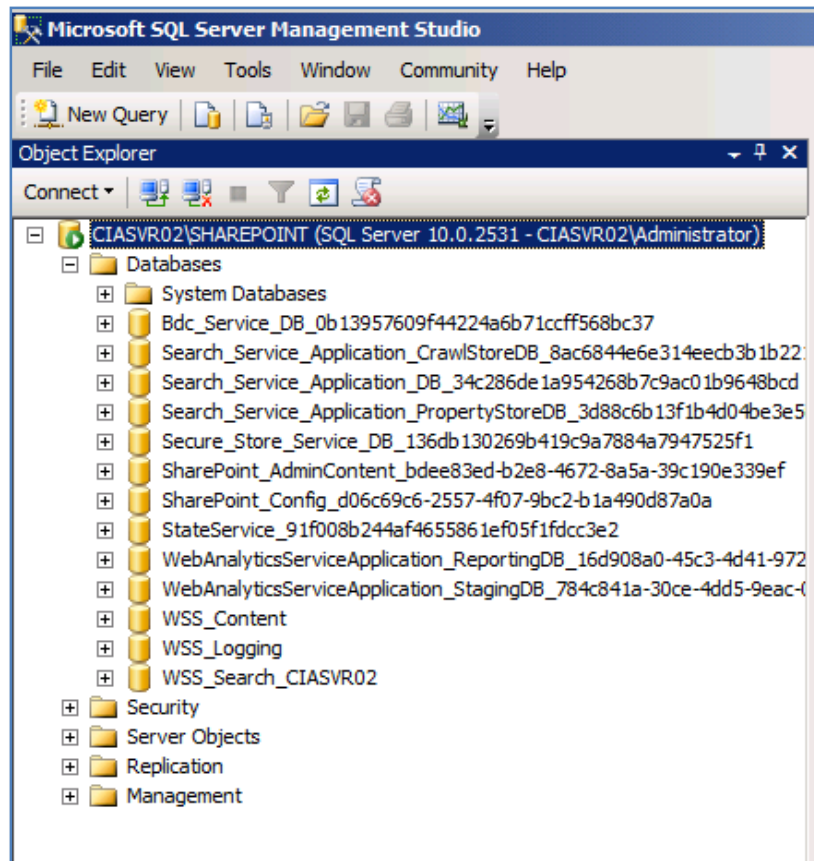 Microsoft SQL Server Management Studio
File Edit View Tools Window Community Help
New Query
Object Explorer
Connect
CIASVR02\SHAREPOINT (SQL Server 10.0.2531 - CIASVR02\Administrator)
Databases
System Databases
Bdc_Service_DB_0b13957609f44224a6b71ccff568bc37
Search_Service_Application_CrawlStoreDB_8ac6844e6e314eecb3b1b221
Search_Service_Application_DB_34c286de1a954268b7c9ac01b9648bcd
Search_Service_Application_PropertyStoreDB_3d88c6b13f1b4d04be3e5
Secure_Store_Service_DB_136db130269b419c9a7884a7947525f1
SharePoint_AdminContent_bdee83ed-b2e8-4672-8a5a-39c190e339ef
SharePoint_Config_d06c69c6-2557-4f07-9bc2-b1a490d87a0a
StateService_91f008b244af4655861ef05f1fdcc3e2
WebAnalyticsServiceApplication_ReportingDB_16d908a0-45c3-4d41-972
WebAnalyticsServiceApplication_StagingDB_784c841a-30ce-4dd5-9eac-0
WSS_Content
WSS_Logging
WSS_Search_CIASVR02
Security
Server Objects
Replication
Management